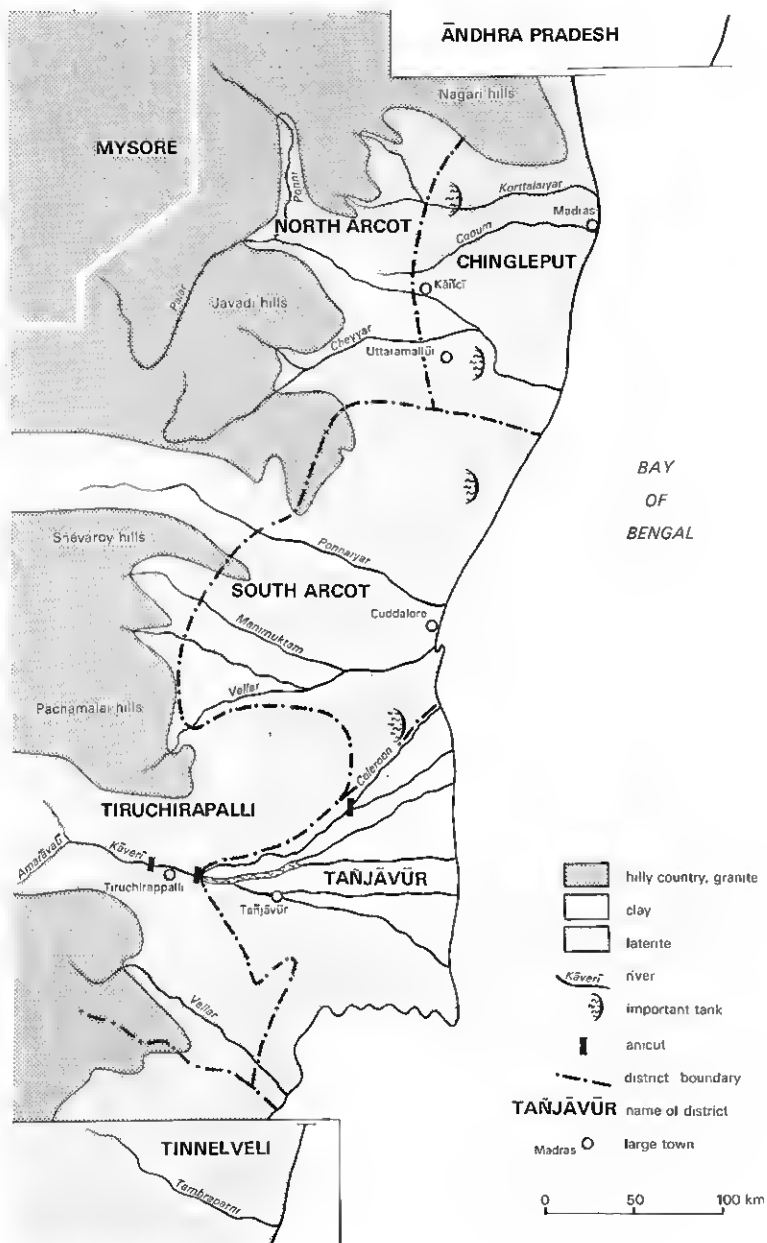 ĀNDHRA PRADESH
Nagari hills
MYSORE
Ponni
Korttalaiyar
Madras
NORTH ARCOT
Cooum
CHINGLEPUT
Kāñcī
Palar
Javadi hills
Cheyyar
Uttaramallūr
BAY
OF
BENGAL
Shevaroy hills
Ponnaiyar
SOUTH ARCOT
Cuddalore
Manimuktam
Vellar
Pachamalai hills
Coleroon
TIRUCHIRAPALLI
Amarāvatī
Kāverī
Tiruchirappalli
TAÑJĀVŪR
Tañjāvūr
Vellar
TINNELVELI
Tambraparni
hilly country, granite
clay
laterite
Kāverī river
important tank
anicut
district boundary
TAÑJĀVŪR name of district
Madras large town
0 50 100 km